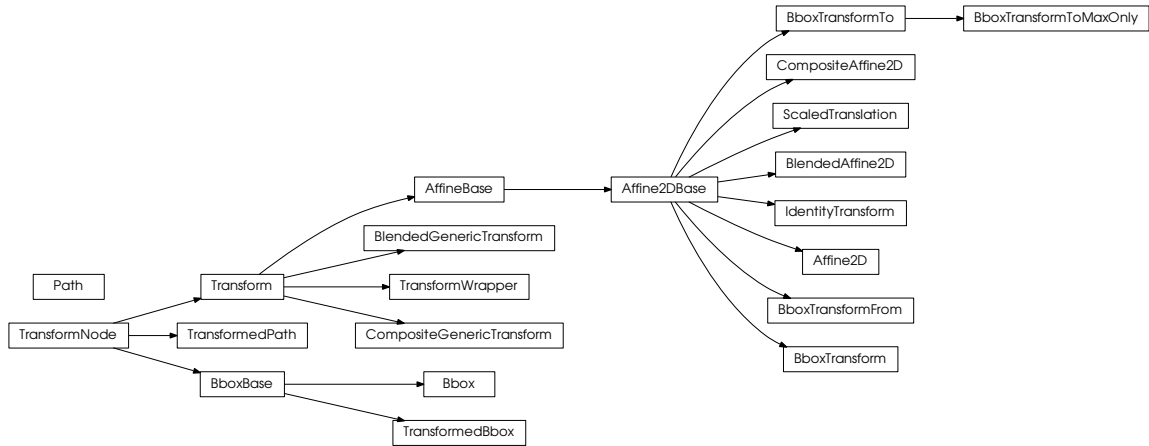 BboxTransformTo
BboxTransformToMaxOnly
CompositeAffine2D
ScaledTranslation
BlendedAffine2D
AffineBase
Affine2DBase
IdentityTransform
BlendedGenericTransform
Affine2D
Path
Transform
TransformWrapper
BboxTransformFrom
TransformNode
TransformedPath
CompositeGenericTransform
BboxTransform
BboxBase
Bbox
TransformedBbox